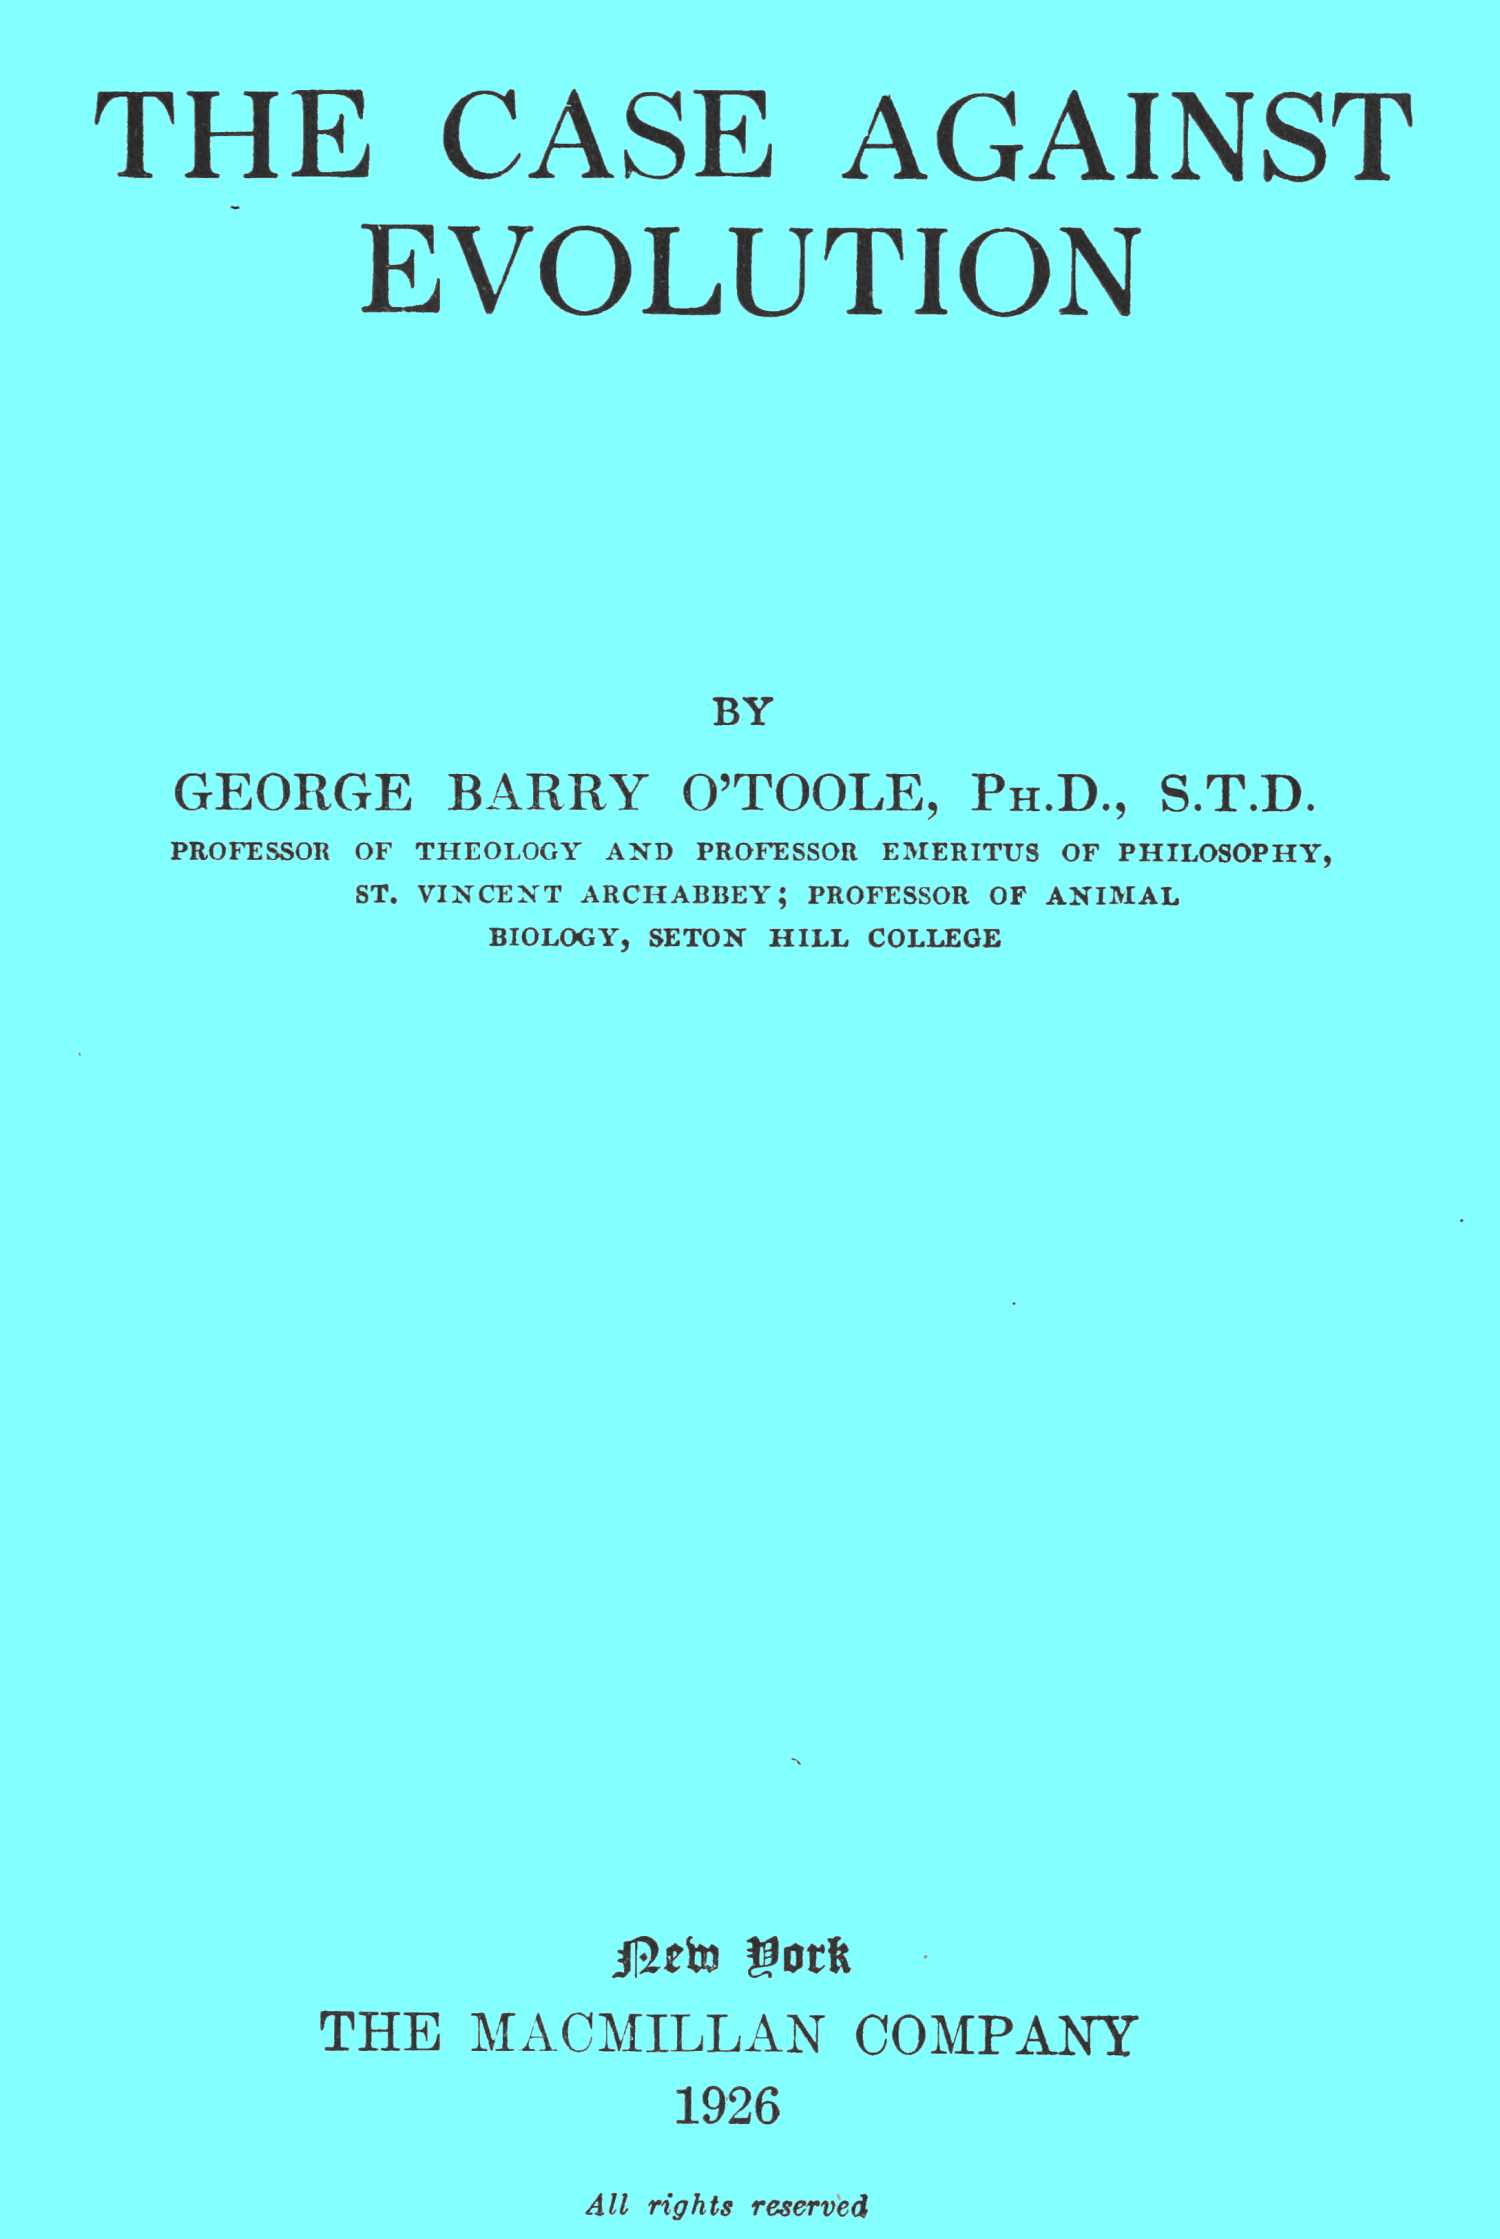 THE CASE AGAINST
EVOLUTION
BY
GEORGE BARRY O'TOOLE, PH.D., S.T.D.
PROFESSOR OF THEOLOGY AND PROFESSOR EMERITUS OF PHILOSOPHY,
ST. VINCENT ARCHABBEY; PROFESSOR OF ANIMAL
BIOLOGY, SETON HILL COLLEGE
New York
THE MACMILLAN COMPANY
1926
All rights reserved